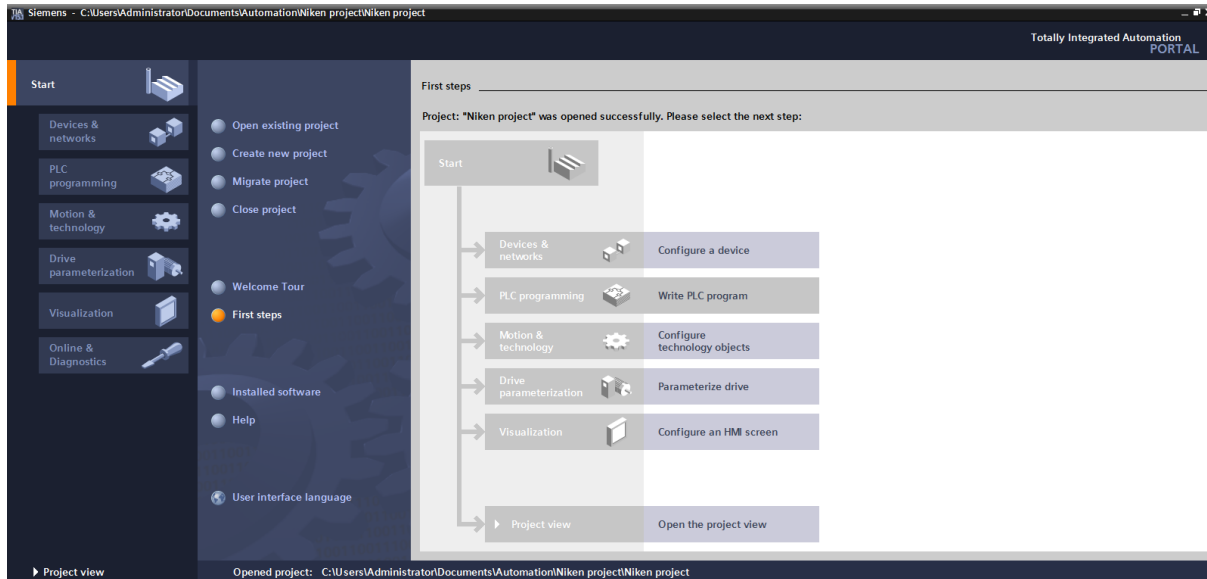 Siemens - C:\Users\Administrator\Documents\Automation\Niken project\Niken project
Totally Integrated Automation
PORTAL
Start
Devices &
networks
PLC
programming
Motion &
technology
Drive
parameterization
Visualization
Online &
Diagnostics
Open existing project
Create new project
Migrate project
Close project
Welcome Tour
First steps
Installed software
Help
User interface language
First steps
Project: "Niken project" was opened successfully. Please select the next step:
Start
Devices &
networks
Configure a device
PLC programming
Write PLC program
Motion &
technology
Configure
technology objects
Drive
parameterization
Parameterize drive
Visualization
Configure an HMI screen
Project view
Open the project view
Project view
Opened project: C:\Users\Administrator\Documents\Automation\Niken project\Niken project